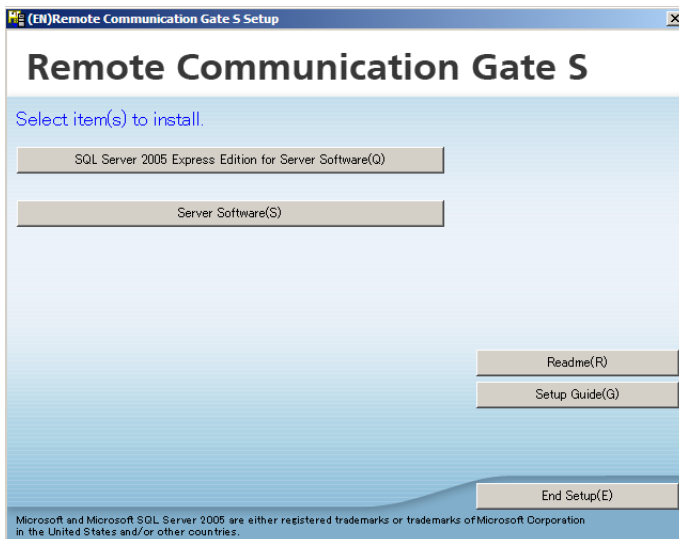 (EN)Remote Communication Gate S Setup
Remote Communication Gate S
Select item(s) to install.
SQL Server 2005 Express Edition for Server Software(Q)
Server Software(S)
Readme(R)
Setup Guide(G)
End Setup(E)
Microsoft and Microsoft SQL Server 2005 are either registered trademarks or trademarks of Microsoft Corporation
in the United States and/or other countries.